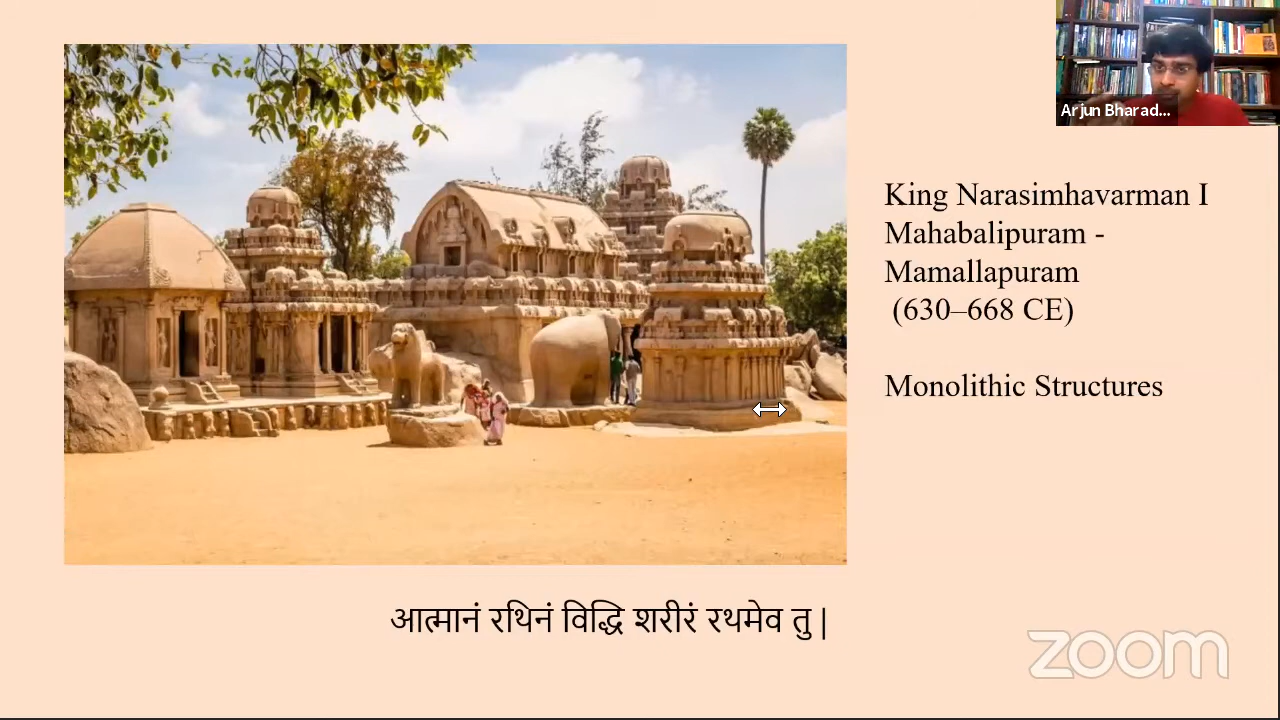 Arjun Bharad...
King Narasimhavarman I
Mahabalipuram -
Mamallapuram
(630–668 CE)
Monolithic Structures
आत्मानं रथिनं विद्धि शरीरं रथमेव तु |
zoom